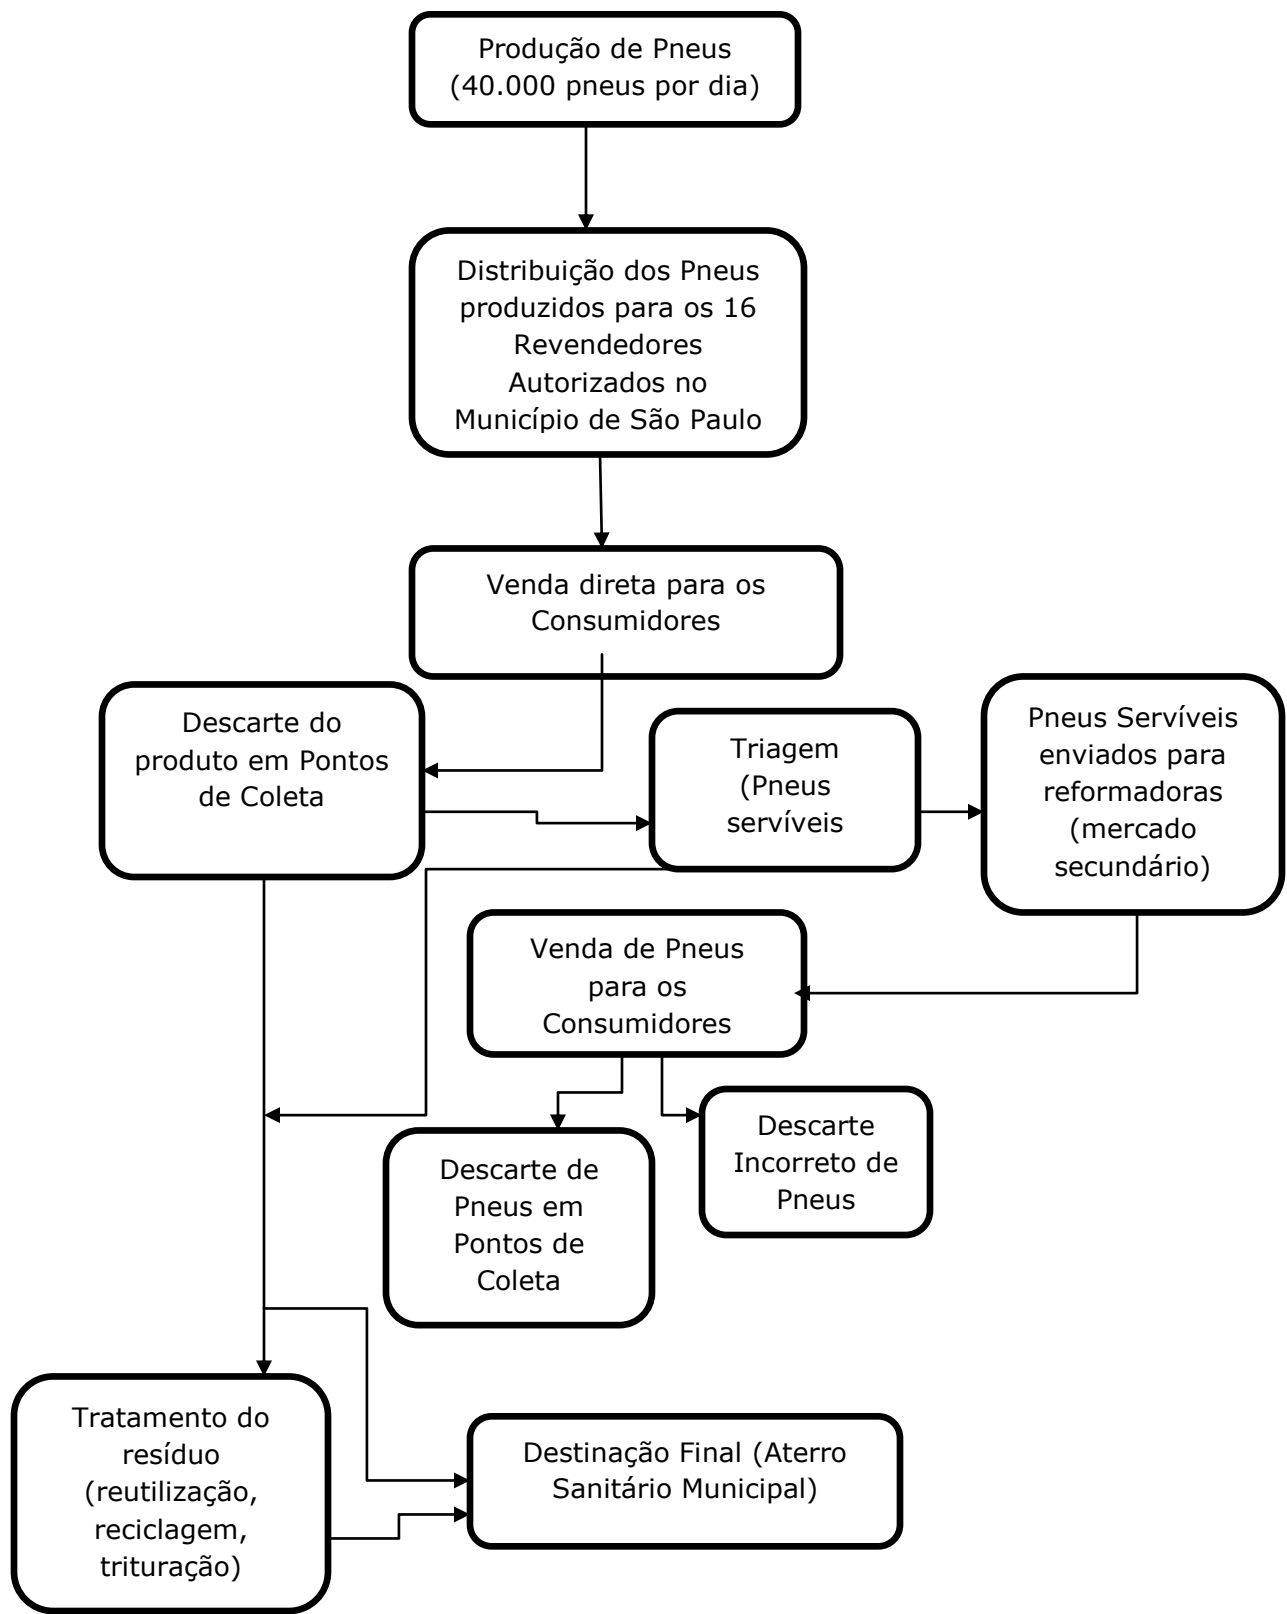 Produção de Pneus
(40.000 pneus por dia)
Distribuição dos Pneus
produzidos para os 16
Revendedores
Autorizados no
Município de São Paulo
Venda direta para os
Consumidores
Descarte do
produto em Pontos
de Coleta
Triagem
(Pneus
servíveis
Pneus Servíveis
enviados para
reformadoras
(mercado
secundário)
Venda de Pneus
para os
Consumidores
Descarte de
Pneus em
Pontos de
Coleta
Descarte
Incorreto de
Pneus
Tratamento do
resíduo
(reutilização,
reciclagem,
trituração)
Destinação Final (Aterro
Sanitário Municipal)